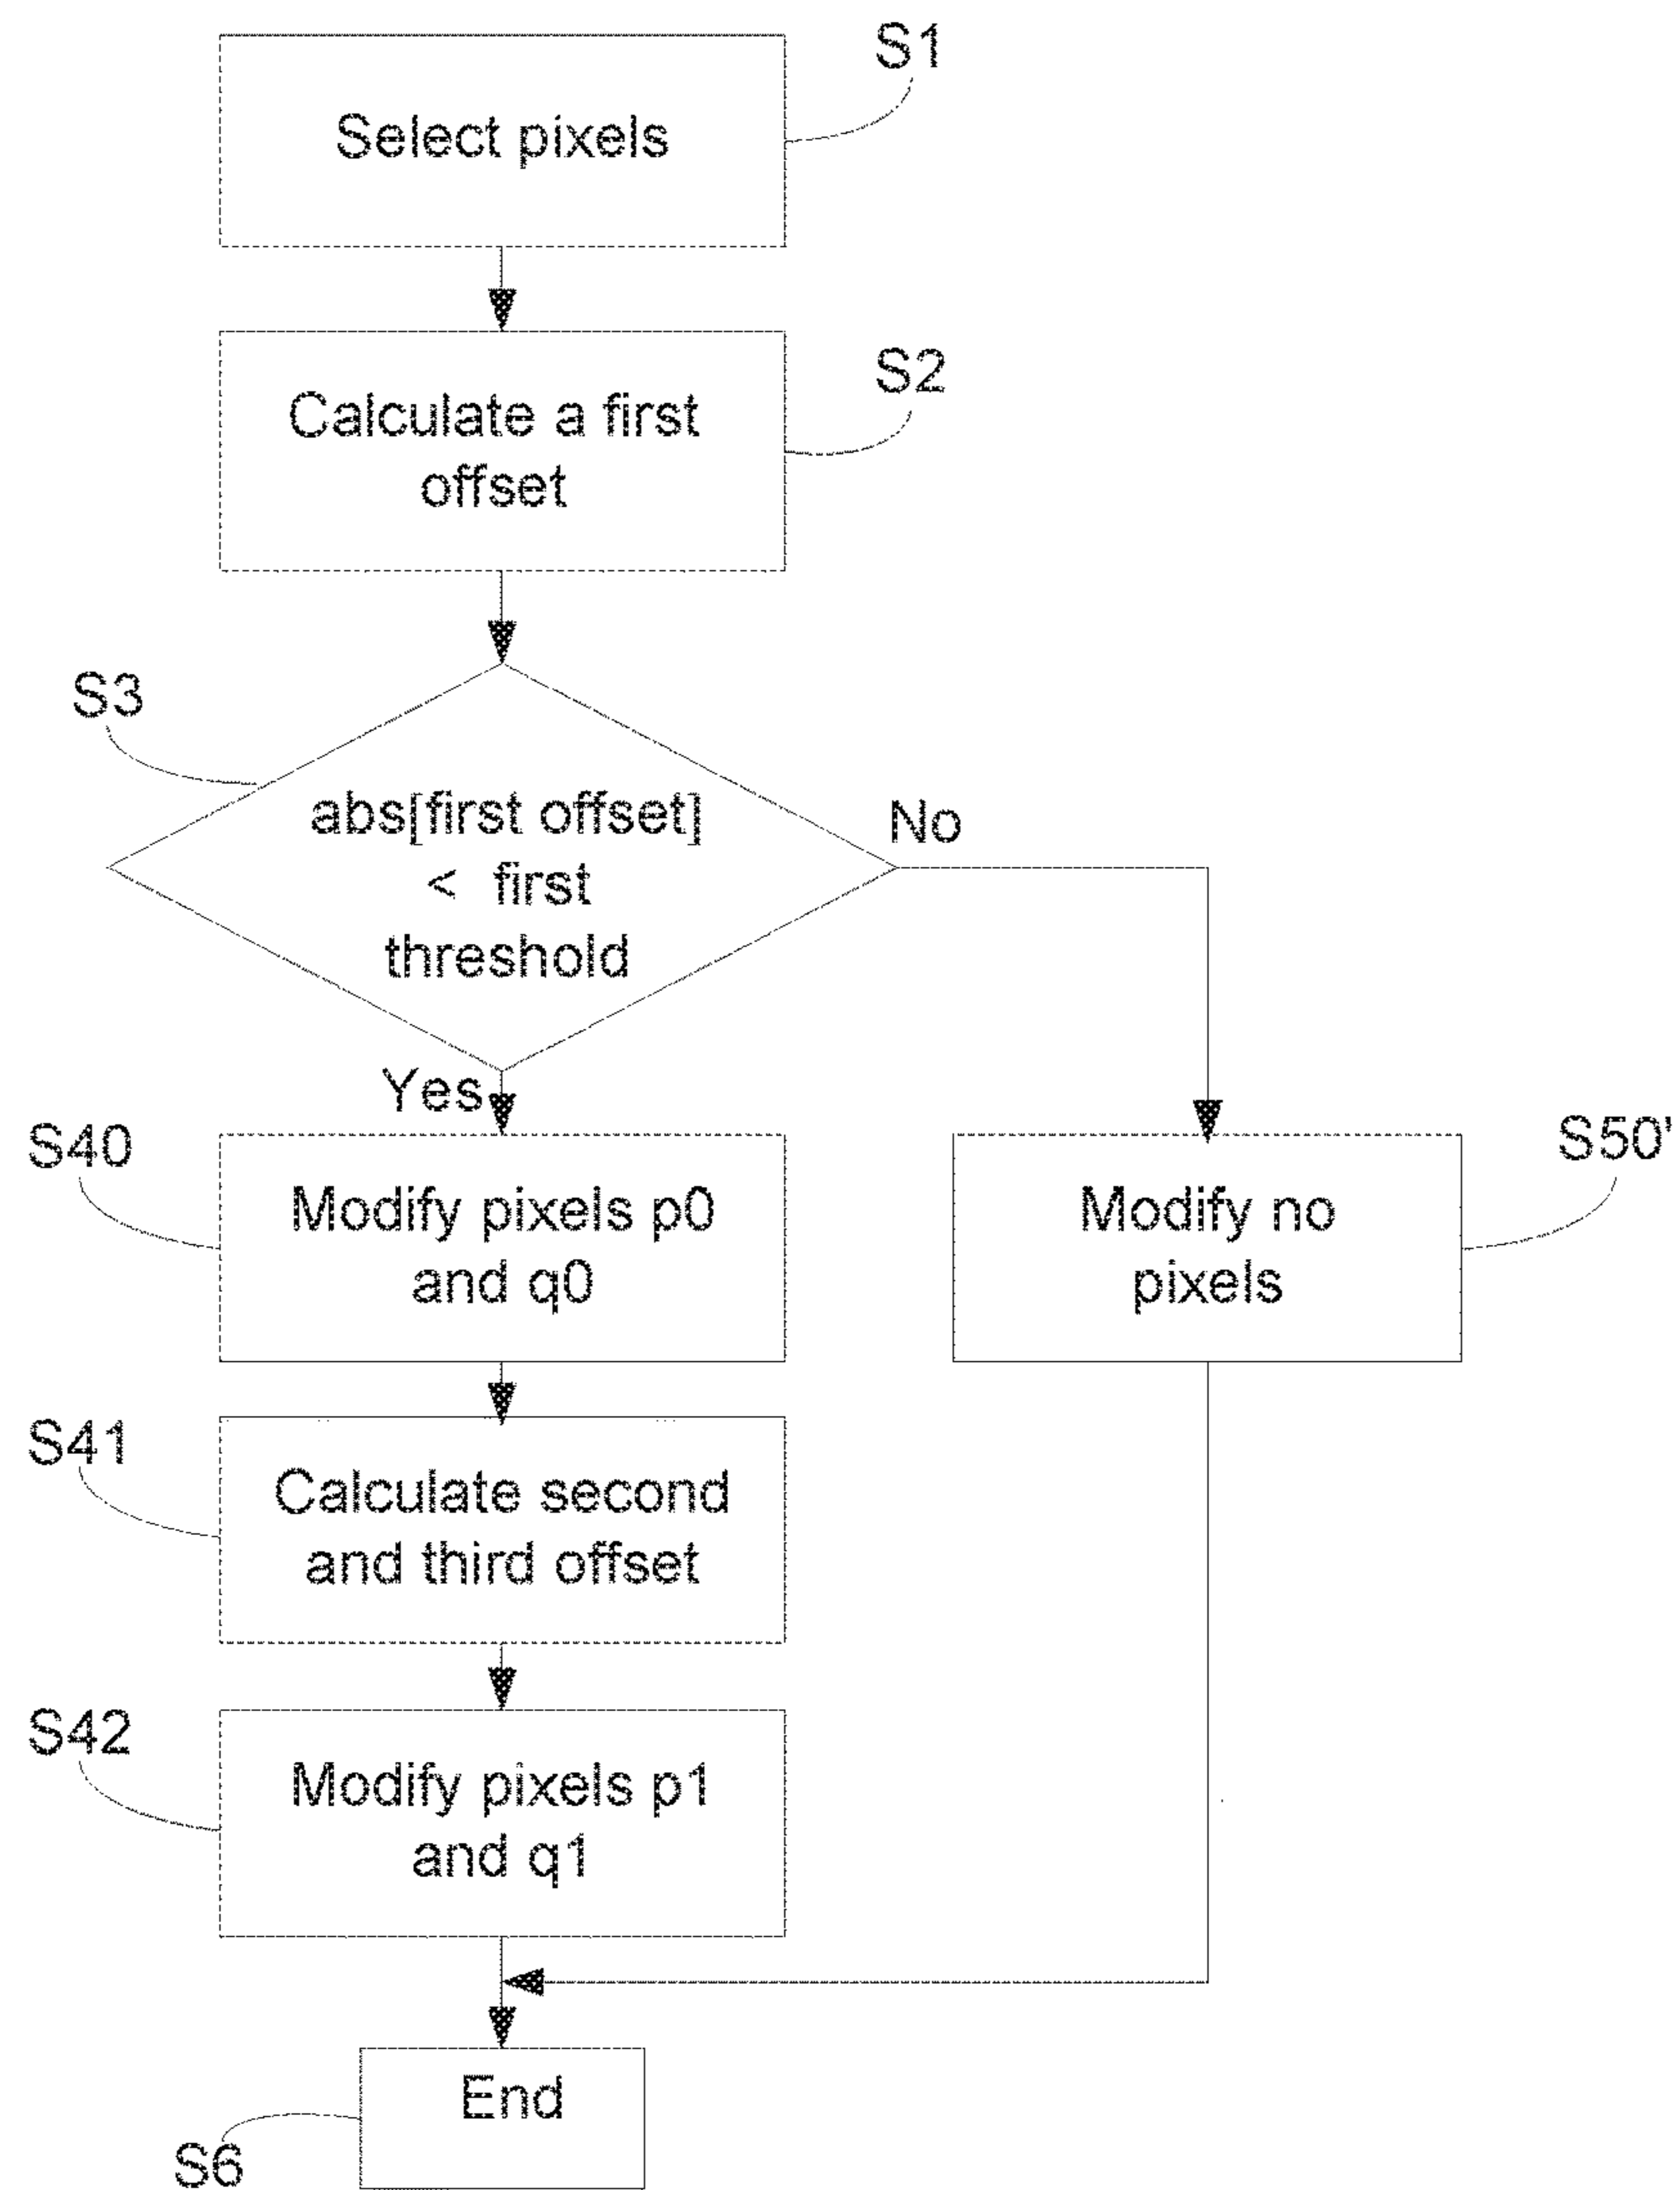 S1
Select pixels
S2
Calculate a first
offset
S3
abs[first offset]
< first
threshold
No
Yes
S40
Modify pixels p0
and q0
S50'
Modify no
pixels
S41
Calculate second
and third offset
S42
Modify pixels p1
and q1
End
S6